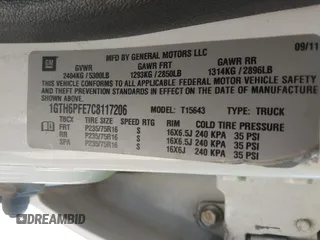 09/11
GM
MFD BY GENERAL MOTORS LLC
GVWR GAWR FRT GAWR RR
2404KG / 5300LB 1293KG / 2850LB 1314KG / 2896LB
THIS VEHICLE CONFORMS TO ALL APPLICABLE FEDERAL MOTOR VEHICLE SAFETY
AND THEFT PREVENTION STANDARDS IN EFFECT ON THE DATE OF MANUFACTURE
SHOWN ABOVE.
1GTH6PFE7C8117206 MODEL: T15643 TYPE: TRUCK
TBCX TIRE SIZE SPEED RTG RIM COLD TIRE PRESSURE
FRT P235/75R16 S 16X6.5J 240 KPA 35 PSI
RR P235/75R16 S 16X6.5J 240 KPA 35 PSI
SPA P235/75R16 S 16X6J 240 KPA 35 PSI
DREAMBID